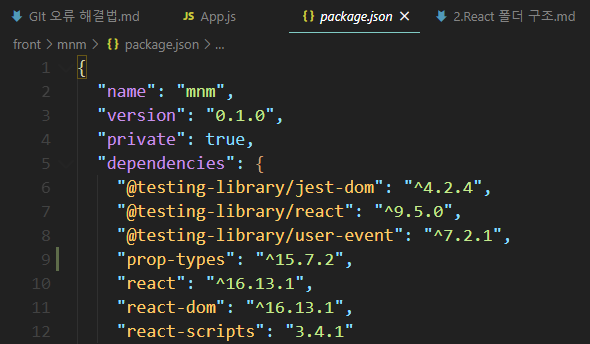 Git 오류 해결법.md
App.js
{ } package.json ×
2.React 폴더 구조.md
front > mnm > { } package.json > ...
1 {
2 "name": "mnm",
3 "version": "0.1.0",
4 "private": true,
5 "dependencies": {
6 "@testing-library/jest-dom": "^4.2.4",
7 "@testing-library/react": "^9.5.0",
8 "@testing-library/user-event": "^7.2.1",
9 "prop-types": "^15.7.2",
10 "react": "^16.13.1",
11 "react-dom": "^16.13.1",
12 "react-scripts": "3.4.1"